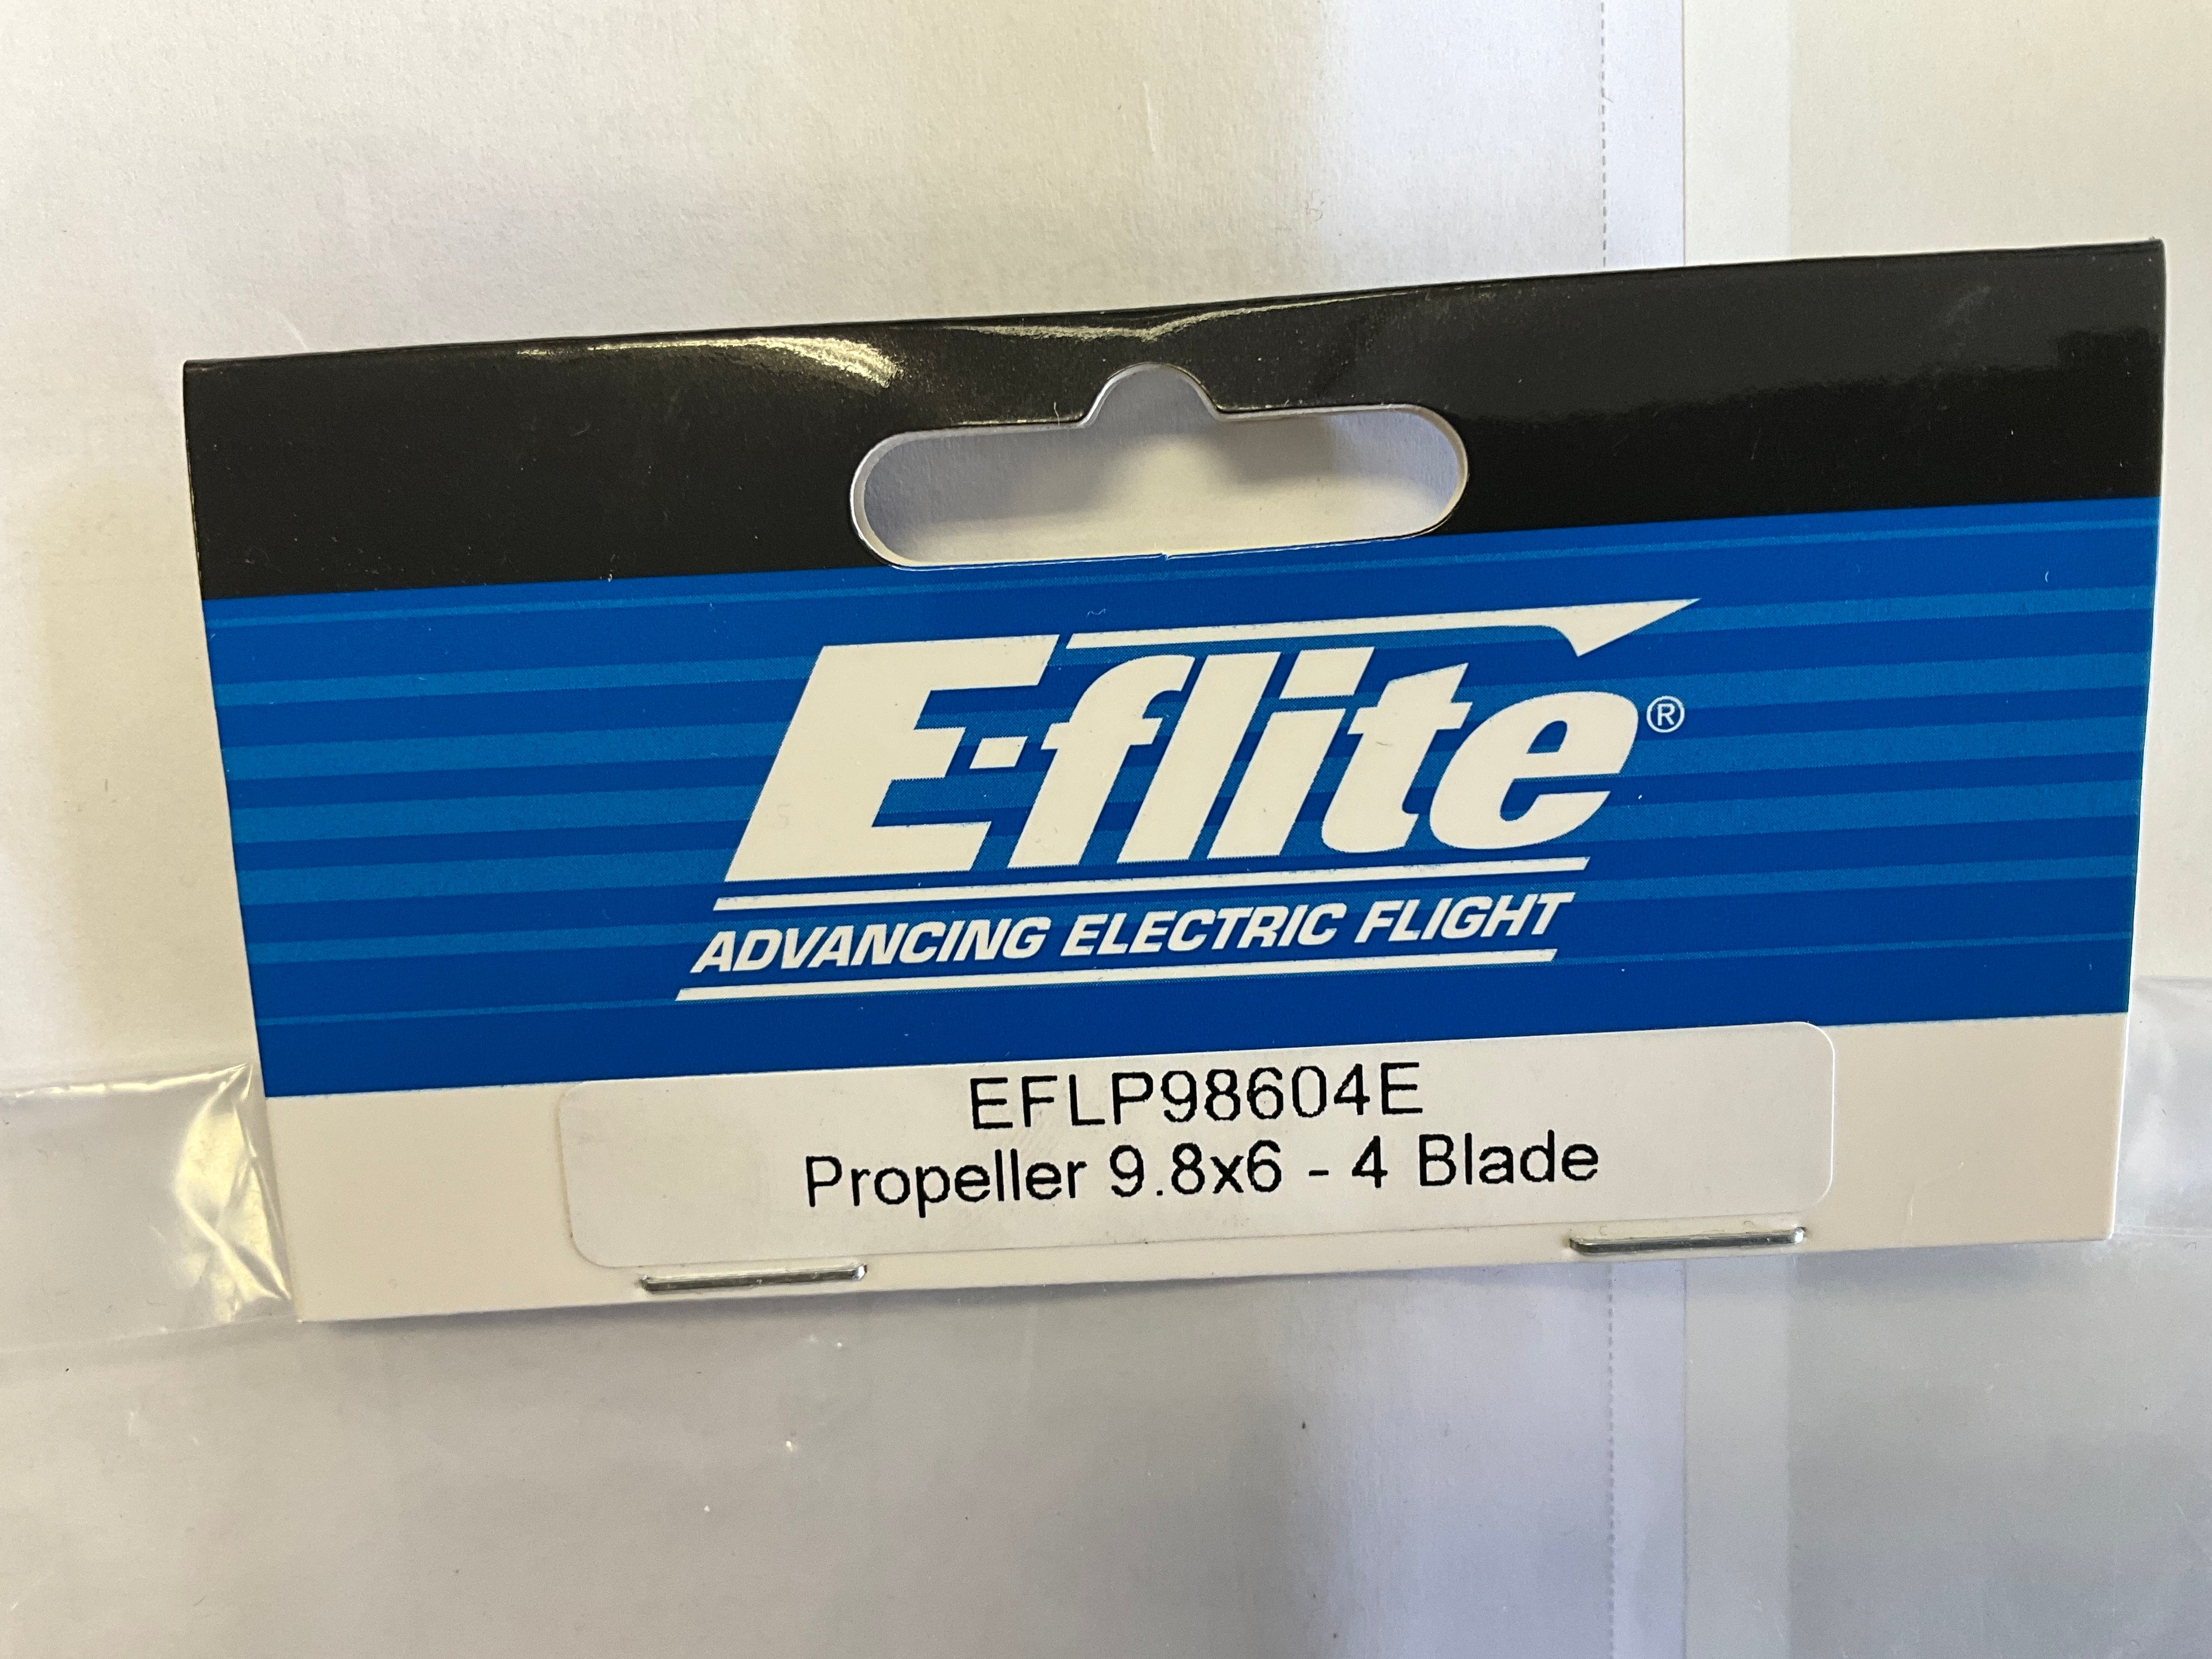 E-flite®
ADVANCING ELECTRIC FLIGHT
EFLP98604E
Propeller 9.8x6 - 4 Blade